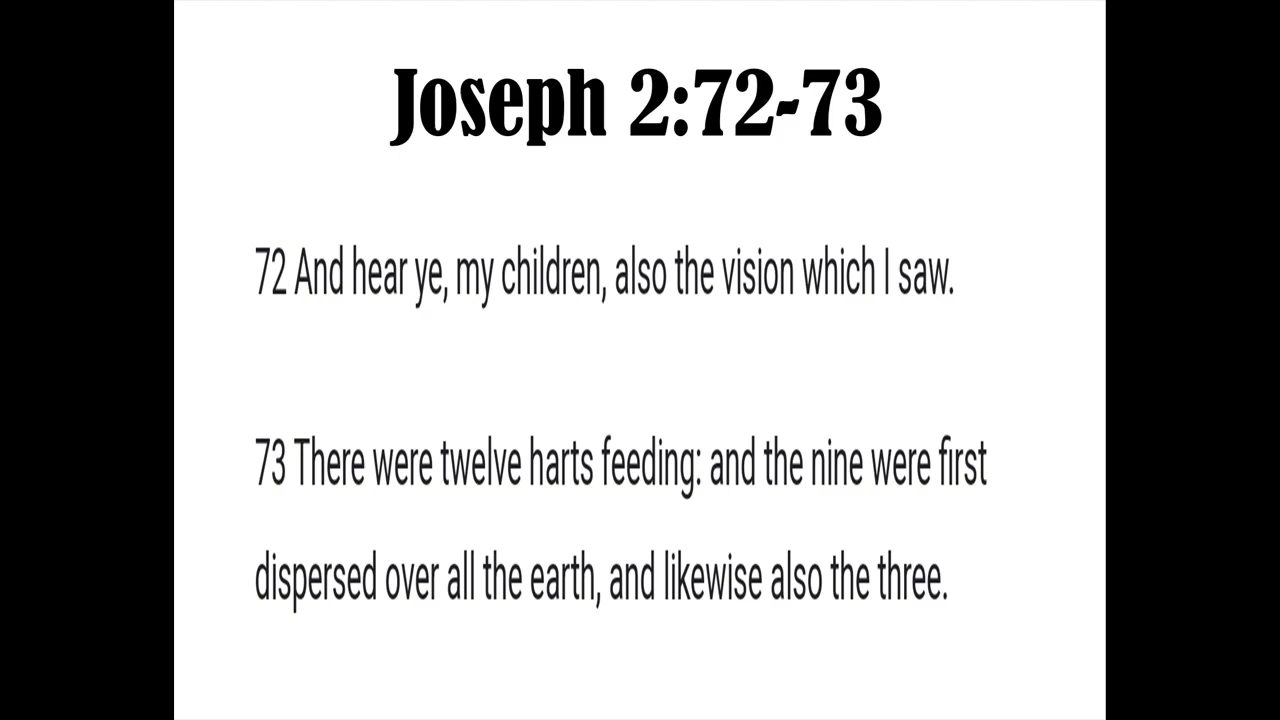 Joseph 2:72-73
72 And hear ye, my children, also the vision which I saw.
73 There were twelve harts feeding: and the nine were first
dispersed over all the earth, and likewise also the three.